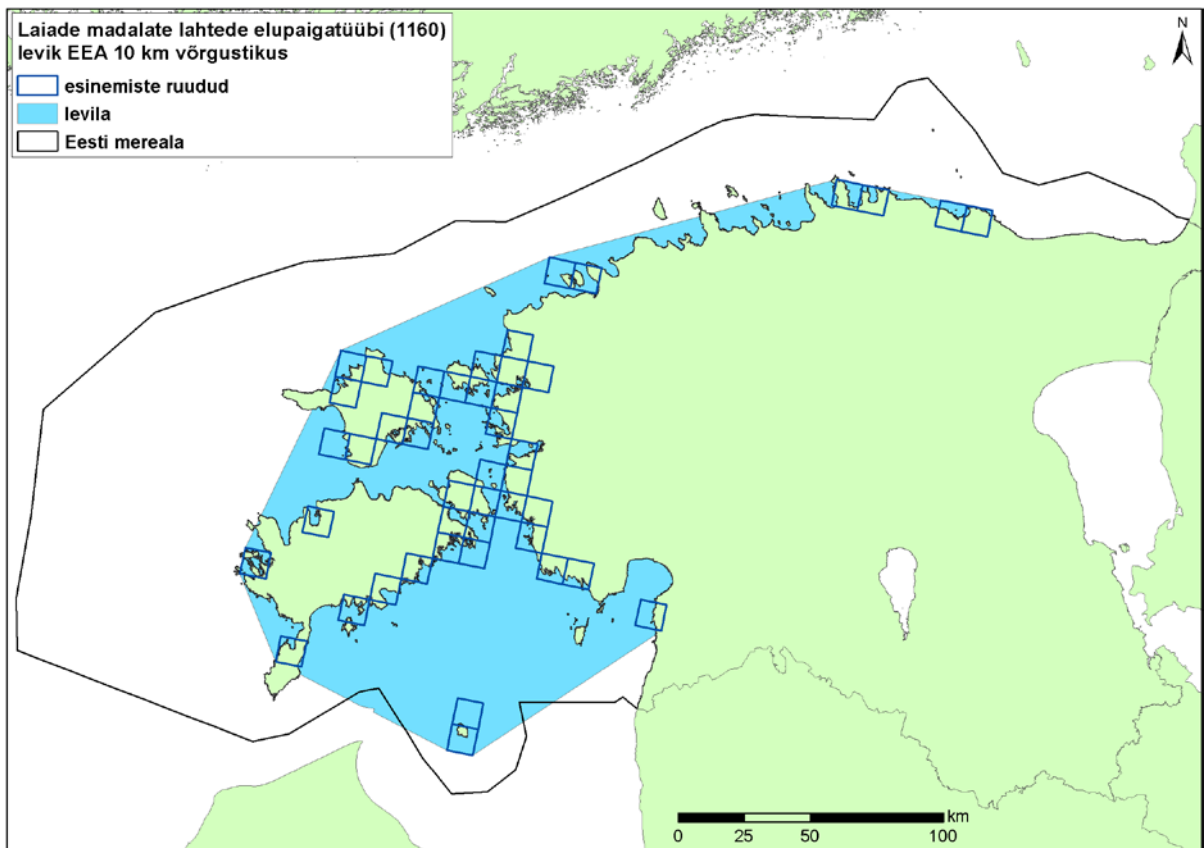 Laiade madalate lahtede elupaigatüübi (1160)
levik EEA 10 km võrgustikus
esinemiste ruudud
levila
Eesti mereala
N
km
0 25 50 100